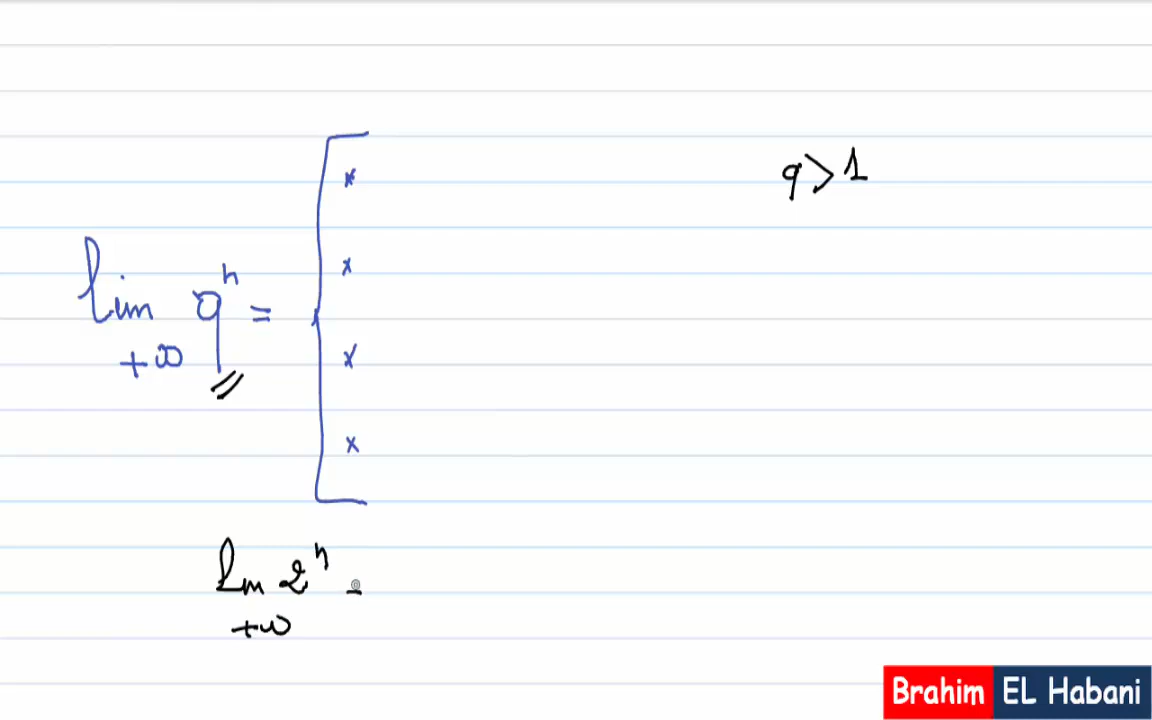 q > 1
×
×
lim q^n =
+∞
×
×
lim 2^n =
+∞
Brahim EL Habani